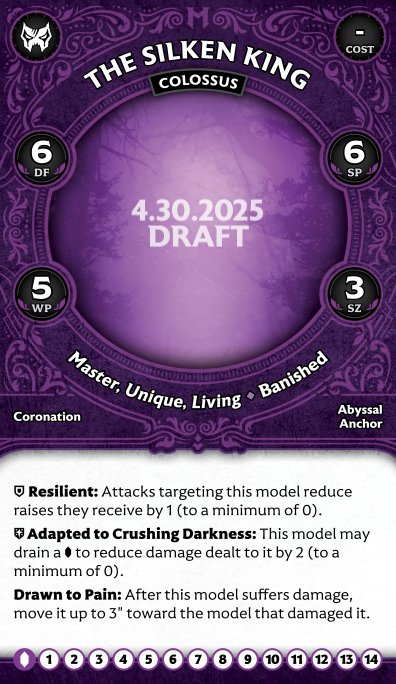 THE SILKEN KING
-
COST
COLOSSUS
6
DF
6
SP
4.30.2025
DRAFT
5
WP
3
SZ
Master, Unique, Living ◆ Banished
Coronation
Abyssal
Anchor
Resilient: Attacks targeting this model reduce
raises they receive by 1 (to a minimum of 0).
Adapted to Crushing Darkness: This model may
drain a to reduce damage dealt to it by 2 (to a
minimum of 0).
Drawn to Pain: After this model suffers damage,
move it up to 3" toward the model that damaged it.
1 2 3 4 5 6 7 8 9 10 11 12 13 14